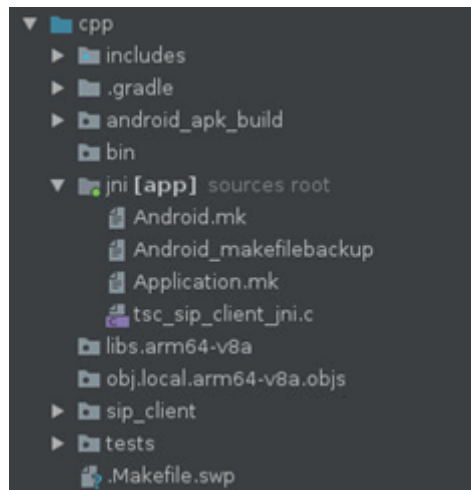 cpp
includes
.gradle
android_apk_build
bin
jni [app] sources root
Android.mk
Android_makefilebackup
Application.mk
tsc_sip_client_jni.c
libs.arm64-v8a
obj.local.arm64-v8a.objs
sip_client
tests
.Makefile.swp